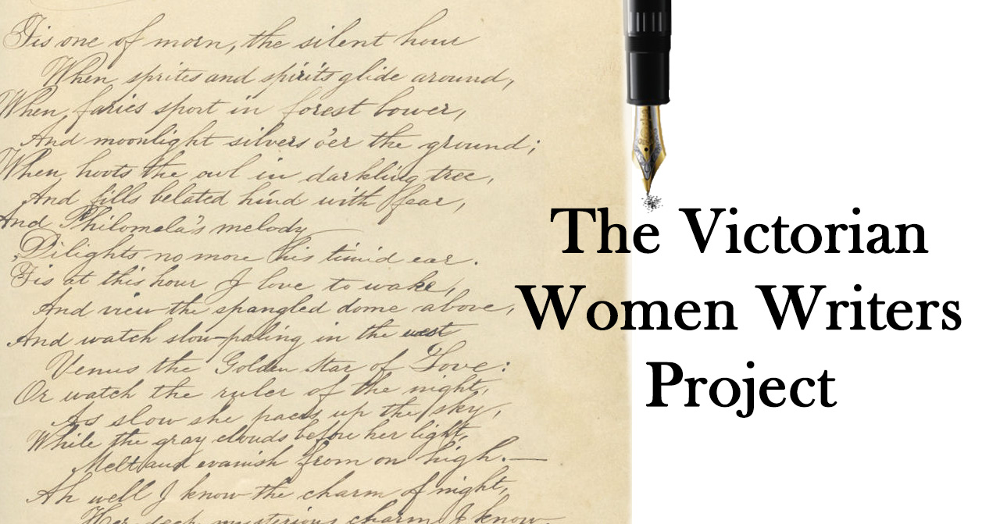 Tis one of morn, the silent hour
When sprites and spirits glide around,
When faries sport in forest bower,
And moonlight silvers o'er the ground;
When hoots the owl in darkling tree,
And fills belated hind with fear,
And Philomela's melody
Dilights no more his timid ear.
Tis at this hour I love to wake,
And view the spangled dome above,
And watch slow-paling in the west
Venus the Golden Star of Love:
Or watch the ruler of the night,
As slow she paces up the sky,
While the gray clouds before her light,
Melt and evanish from on high.—
Ah well I know the charm of night,
Her deep mysterious charm I know
The Victorian
Women Writers
Project